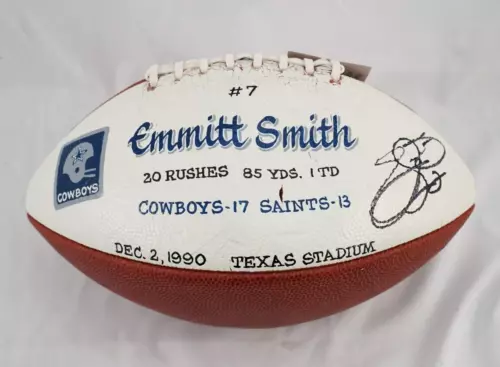 #7
Emmitt Smith
COWBOYS
20 RUSHES 85 YDS. 1 TD
COWBOYS-17 SAINTS-13
DEC. 2, 1990 TEXAS STADIUM